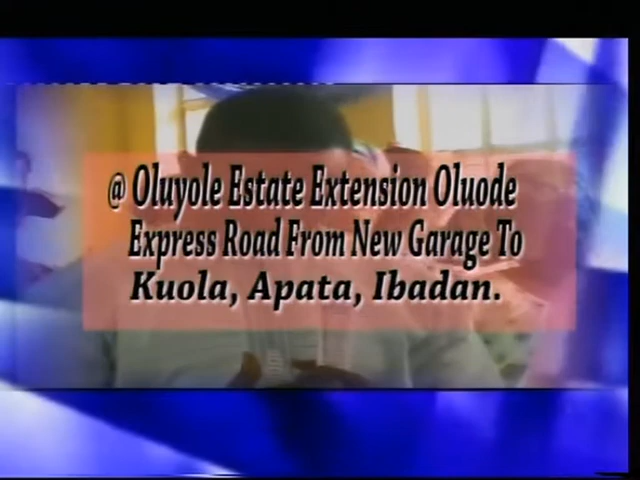 @ Oluyole Estate Extension Oluode
Express Road From New Garage To
Kuola, Apata, Ibadan.